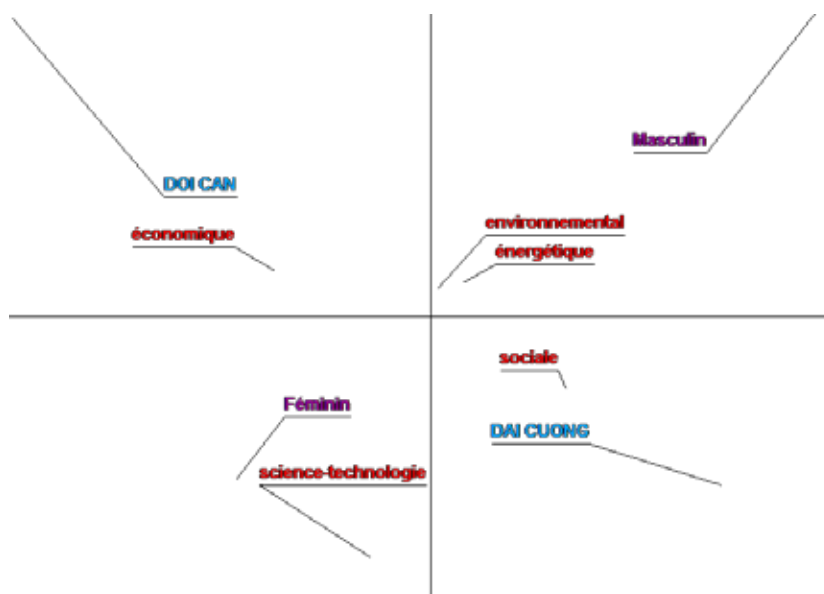 Masculin
DOI CAN
économique
environnemental
énergétique
sociale
Féminin
DAI CUONG
science-technologie